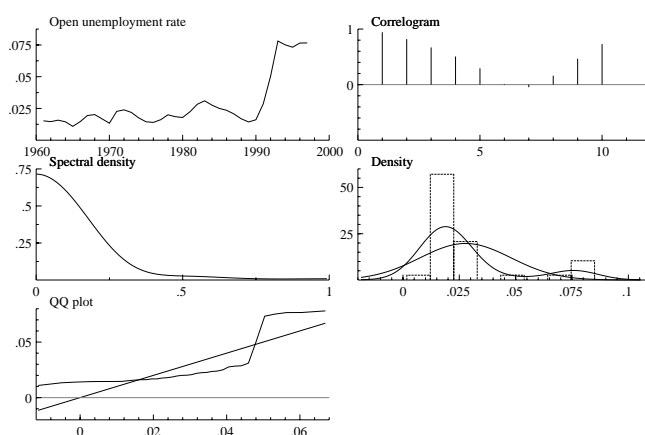 Open unemployment rate
Correlogram
.075
.05
.025
1960 1970 1980 1990 2000
1
0
0 5 10
Spectral density
Density
.75
.5
.25
0 .5 1
50
25
0 .025 .05 .075 .1
QQ plot
.05
0
0 .02 .04 .06